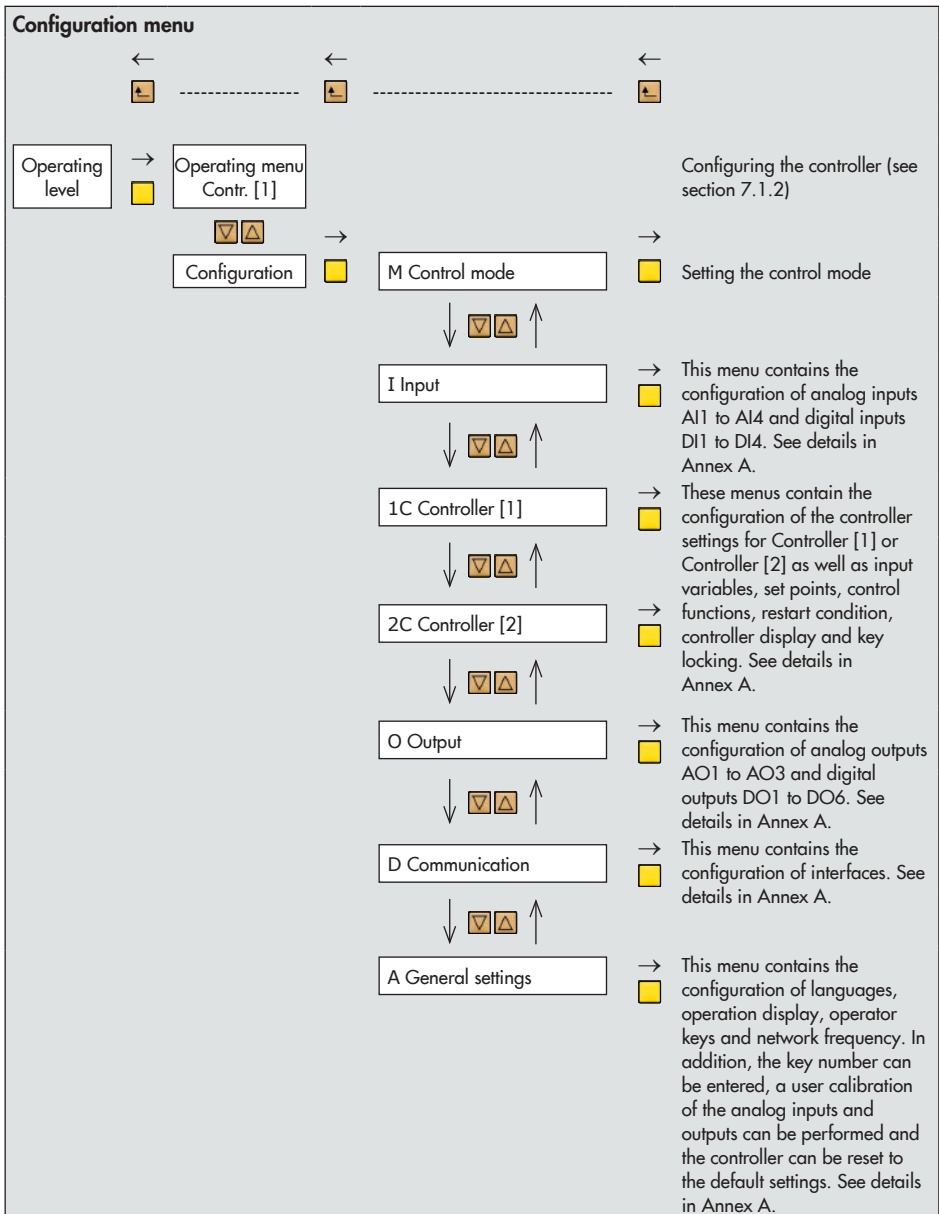 Configuration menu
Operating level
Operating menu Contr. [1]
Configuring the controller (see
section 7.1.2)
Configuration
M Control mode
Setting the control mode
I Input
This menu contains the
configuration of analog inputs
AI1 to AI4 and digital inputs
DI1 to DI4. See details in
Annex A.
1C Controller [1]
2C Controller [2]
These menus contain the
configuration of the controller
settings for Controller [1] or
Controller [2] as well as input
variables, set points, control
functions, restart condition,
controller display and key
locking. See details in
Annex A.
O Output
This menu contains the
configuration of analog outputs
AO1 to AO3 and digital
outputs DO1 to DO6. See
details in Annex A.
D Communication
This menu contains the
configuration of interfaces. See
details in Annex A.
A General settings
This menu contains the
configuration of languages,
operation display, operator
keys and network frequency. In
addition, the key number can
be entered, a user calibration
of the analog inputs and
outputs can be performed and
the controller can be reset to
the default settings. See details
in Annex A.